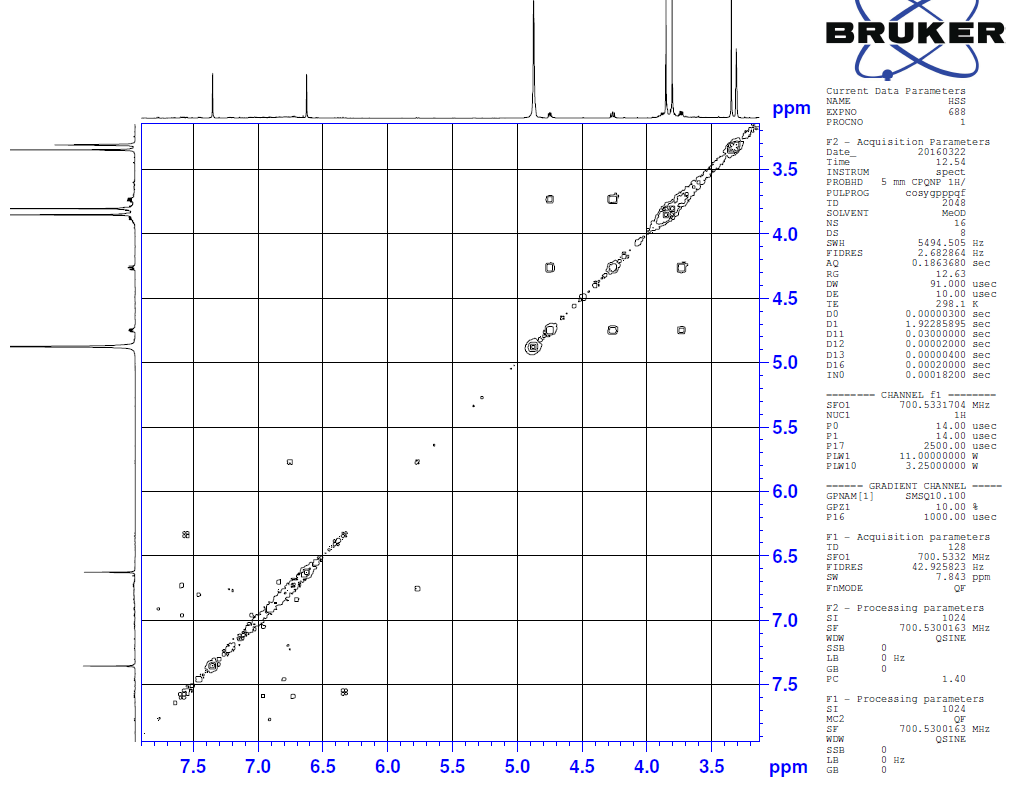 BRUKER
ppm
3.5
4.0
4.5
5.0
5.5
6.0
6.5
7.0
7.5
7.5 7.0 6.5 6.0 5.5 5.0 4.5 4.0 3.5 ppm
Current Data Parameters
NAME HSS
EXPNO 688
PROCNO 1
F2 - Acquisition Parameters
Date_ 20160322
Time 12.54
INSTRUM spect
PROBHD 5 mm CPQNP 1H/
PULPROG cosygpppqf
TD 2048
SOLVENT MeOD
NS 16
DS 8
SWH 5494.505 Hz
FIDRES 2.682864 Hz
AQ 0.1863680 sec
RG 12.63
DW 91.000 usec
DE 10.00 usec
TE 298.1 K
D0 0.00000300 sec
D1 1.92285895 sec
D11 0.03000000 sec
D12 0.00002000 sec
D13 0.00000400 sec
D16 0.00020000 sec
IN0 0.00018200 sec
======== CHANNEL f1 ========
SFO1 700.5331704 MHz
NUC1 1H
P0 14.00 usec
P1 14.00 usec
P17 2500.00 usec
PLW1 11.00000000 W
PLW10 3.25000000 W
====== GRADIENT CHANNEL =====
GPNAM[1] SMSQ10.100
GPZ1 10.00 %
P16 1000.00 usec
F1 - Acquisition parameters
TD 128
SFO1 700.5332 MHz
FIDRES 42.925823 Hz
SW 7.843 ppm
FnMODE QF
F2 - Processing parameters
SI 1024
SF 700.5300163 MHz
WDW QSINE
SSB 0
LB 0 Hz
GB 0
PC 1.40
F1 - Processing parameters
SI 1024
MC2 QF
SF 700.5300163 MHz
WDW QSINE
SSB 0
LB 0 Hz
GB 0